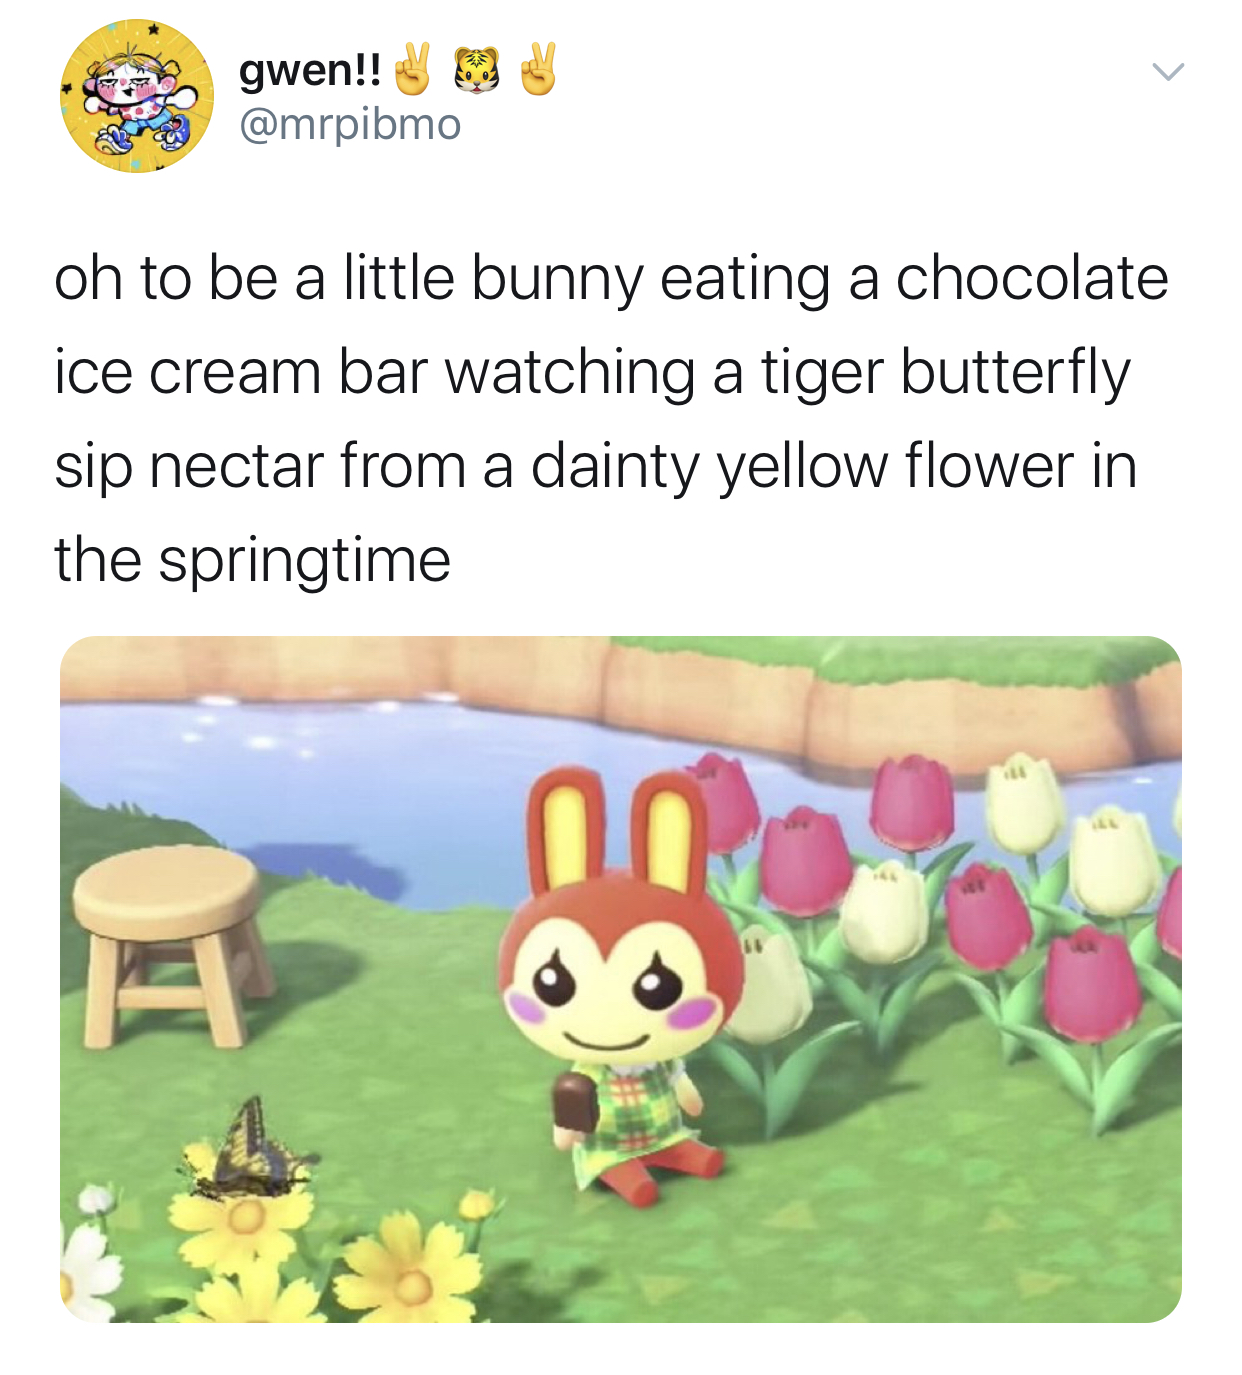 gwen!!✌️🐯✌️
@mrpibmo
oh to be a little bunny eating a chocolate
ice cream bar watching a tiger butterfly
sip nectar from a dainty yellow flower in
the springtime